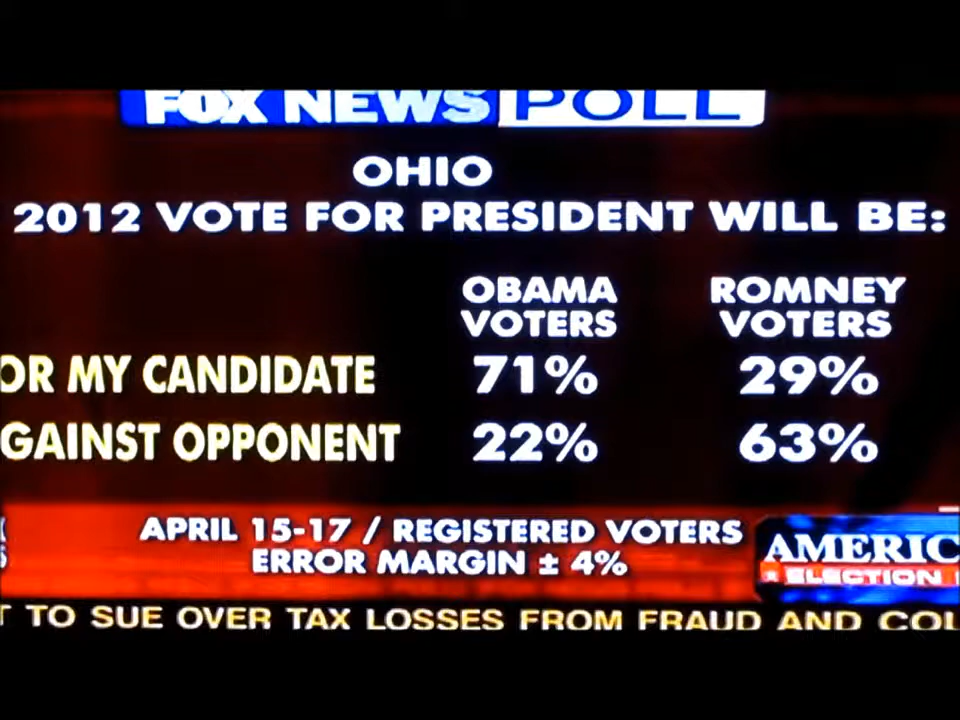 FOX NEWS POLL
OHIO
2012 VOTE FOR PRESIDENT WILL BE:
OBAMA VOTERS ROMNEY VOTERS
OR MY CANDIDATE 71% 29%
GAINST OPPONENT 22% 63%
APRIL 15-17 / REGISTERED VOTERS
ERROR MARGIN ± 4%
AMERIC
ELECTION
T TO SUE OVER TAX LOSSES FROM FRAUD AND COL